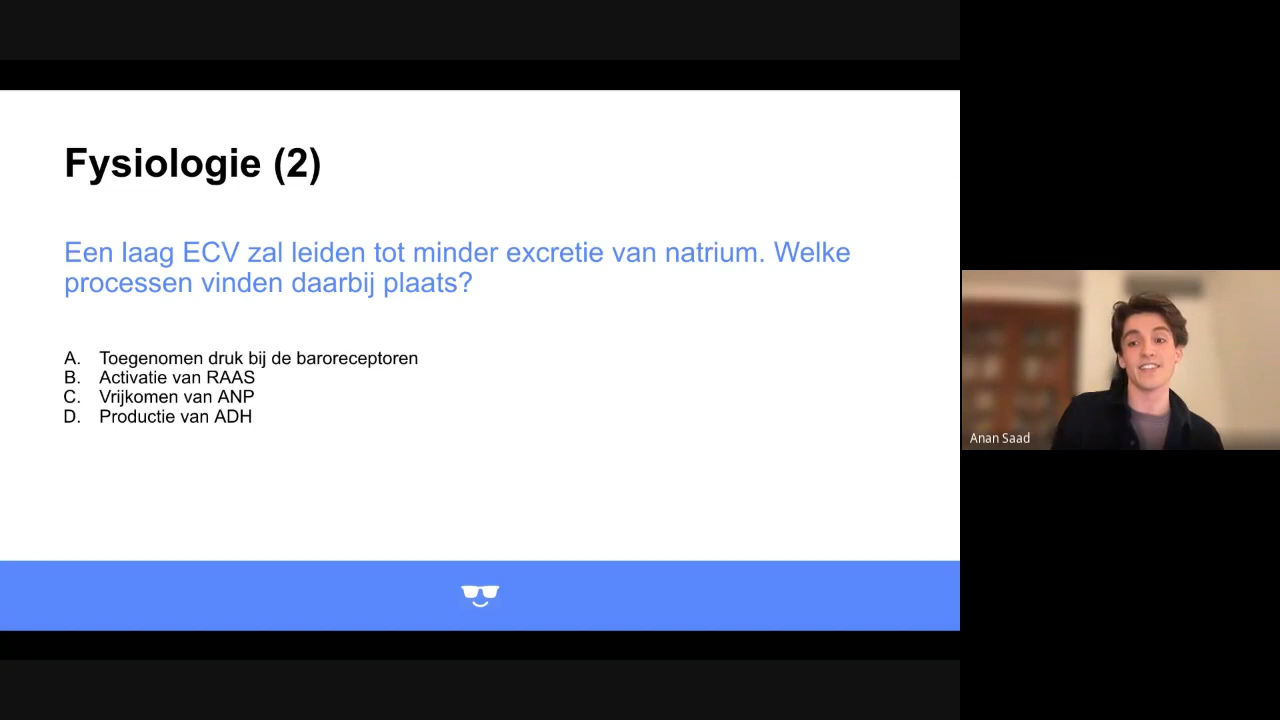 Fysiologie (2)
Een laag ECV zal leiden tot minder excretie van natrium. Welke
processen vinden daarbij plaats?
A. Toegenomen druk bij de baroreceptoren
B. Activatie van RAAS
C. Vrijkomen van ANP
D. Productie van ADH
Anan Saad